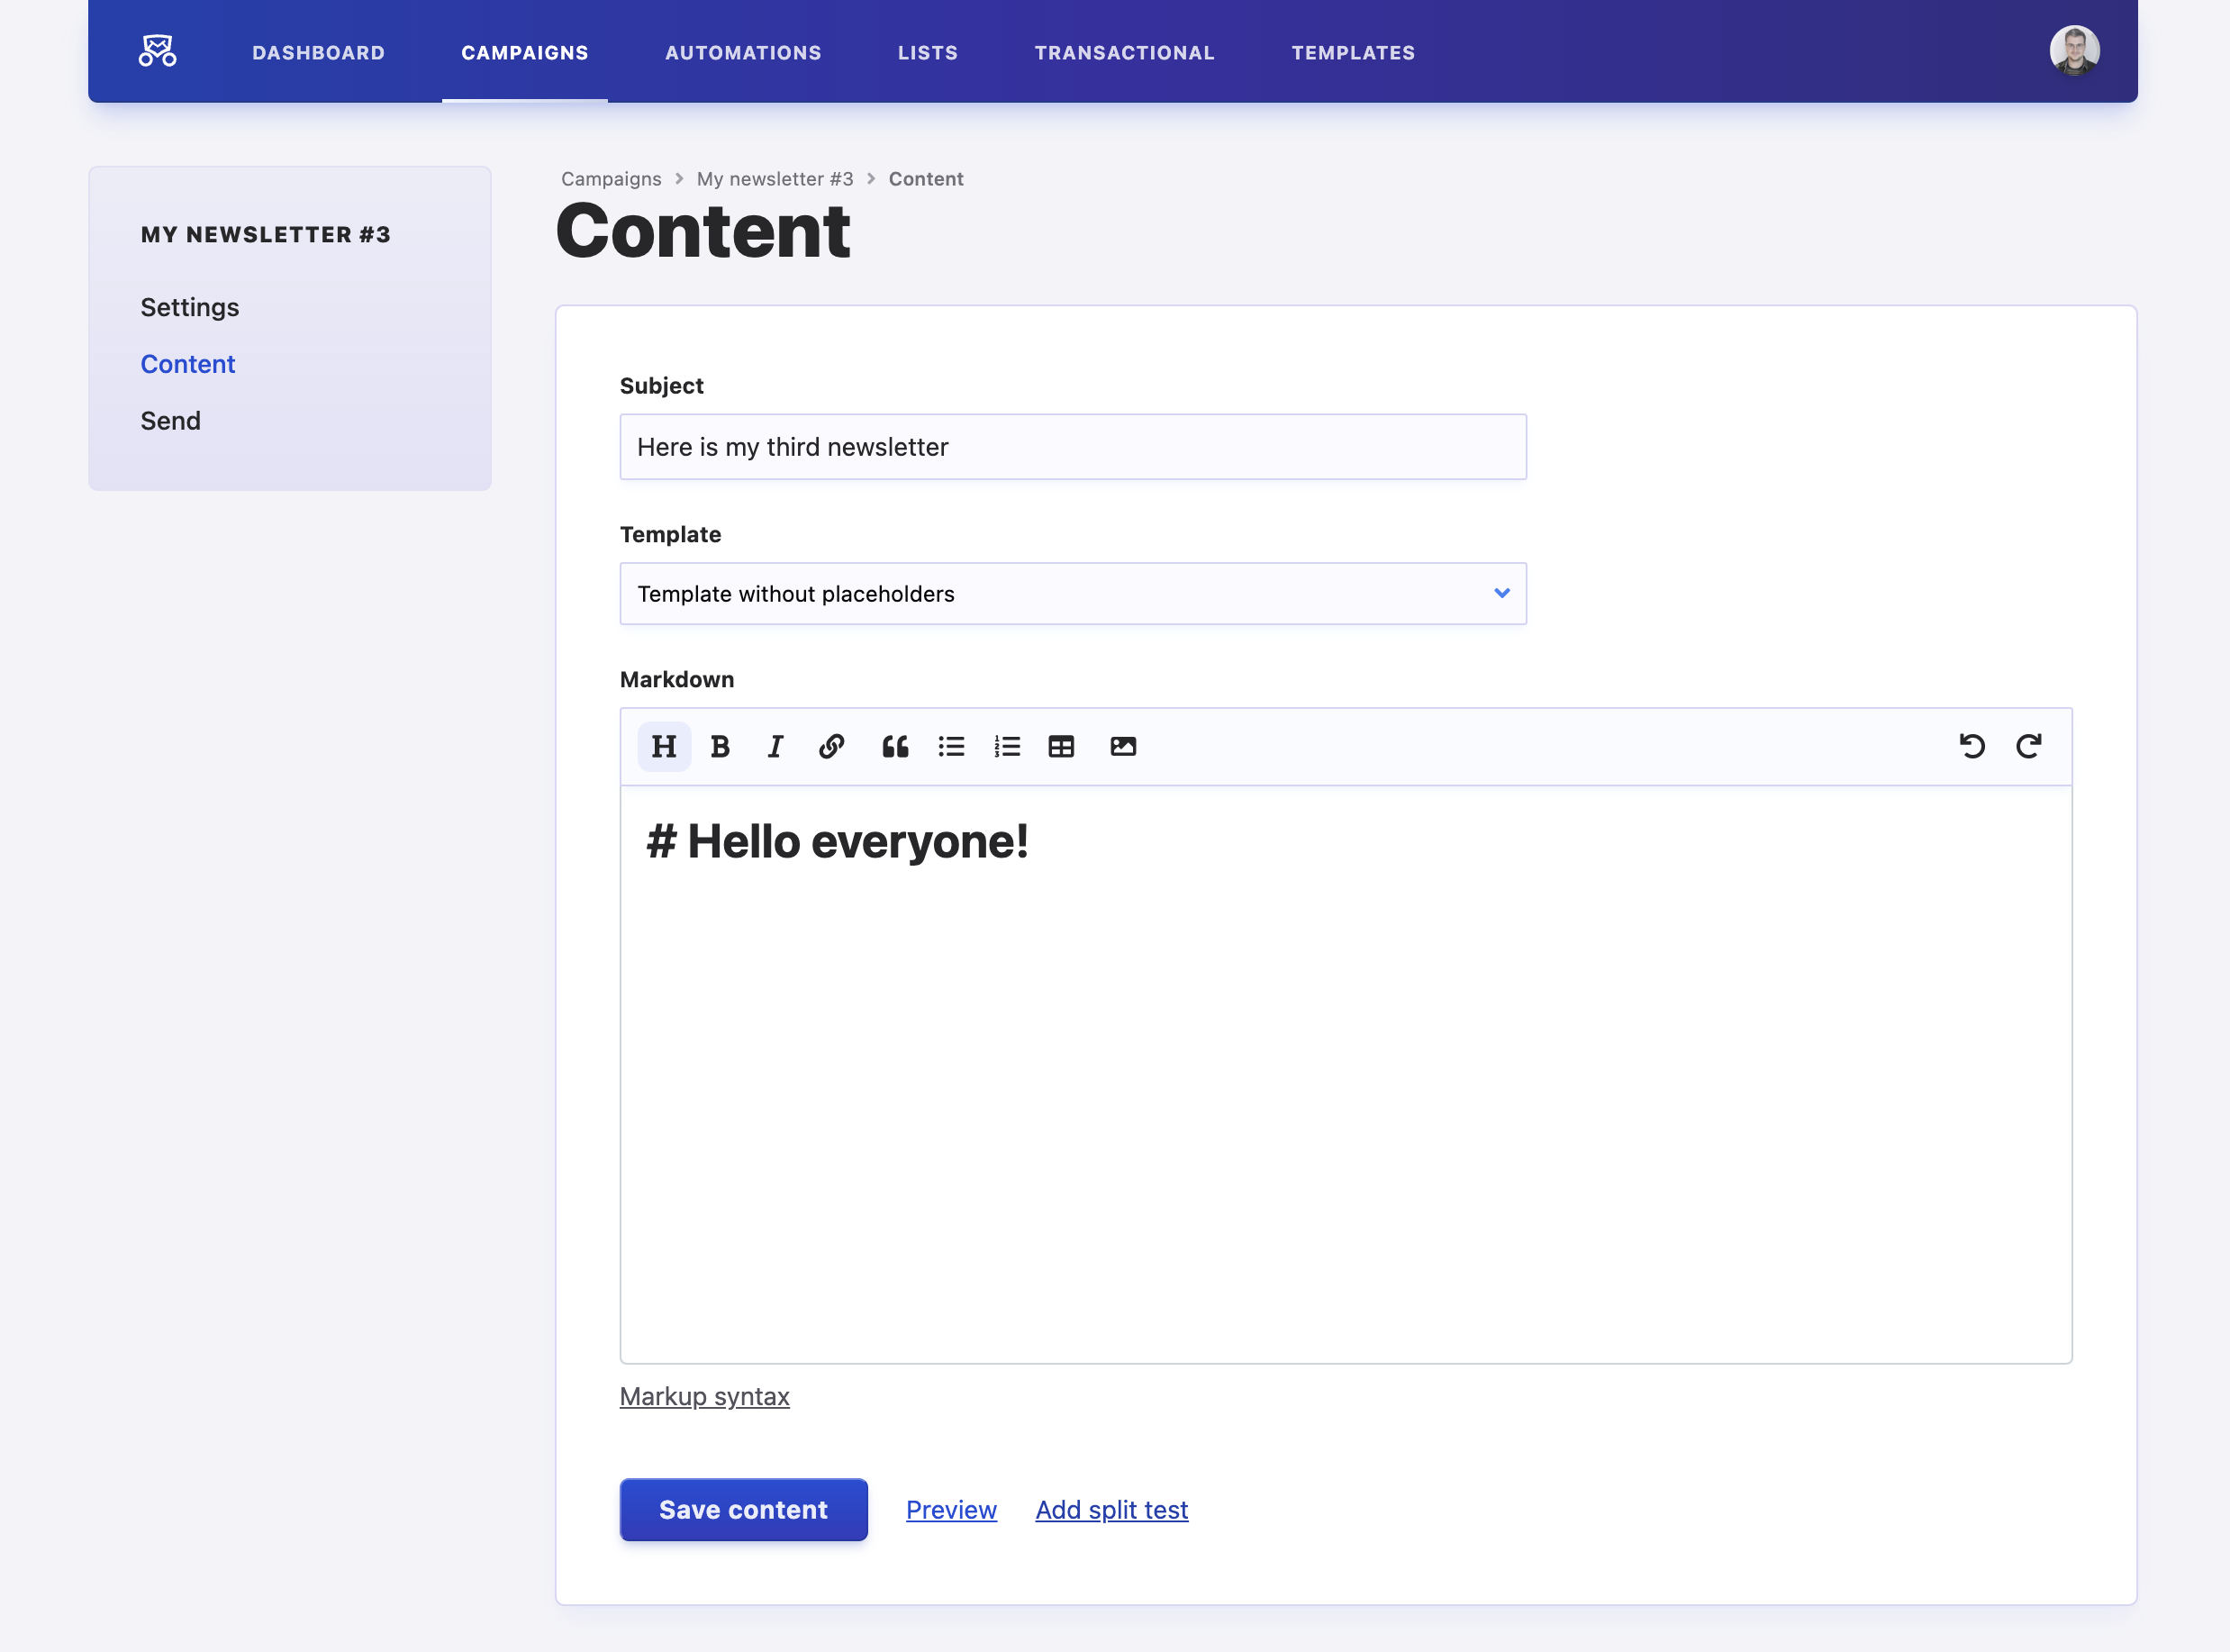 DASHBOARD CAMPAIGNS AUTOMATIONS LISTS TRANSACTIONAL TEMPLATES
MY NEWSLETTER #3
Settings
Content
Send
Campaigns > My newsletter #3 > Content
Content
Subject
Here is my third newsletter
Template
Template without placeholders
Markdown
H B I
# Hello everyone!
Markup syntax
Save content Preview Add split test